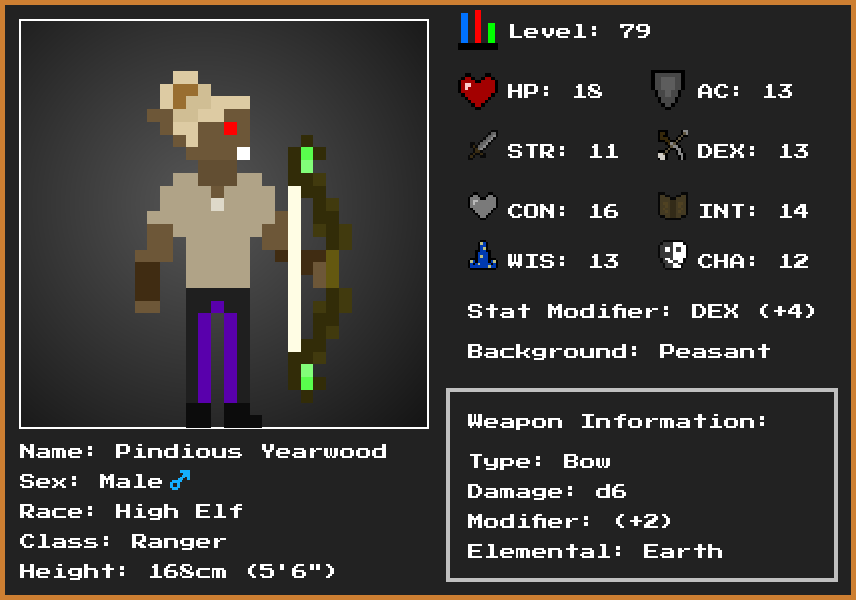 Level: 79
HP: 18
AC: 13
STR: 11
DEX: 13
CON: 16
INT: 14
WIS: 13
CHA: 12
Stat Modifier: DEX (+4)
Background: Peasant
Weapon Information:
Type: Bow
Damage: d6
Modifier: (+2)
Elemental: Earth
Name: Pindious Yearwood
Sex: Male ♂
Race: High Elf
Class: Ranger
Height: 168cm (5'6")